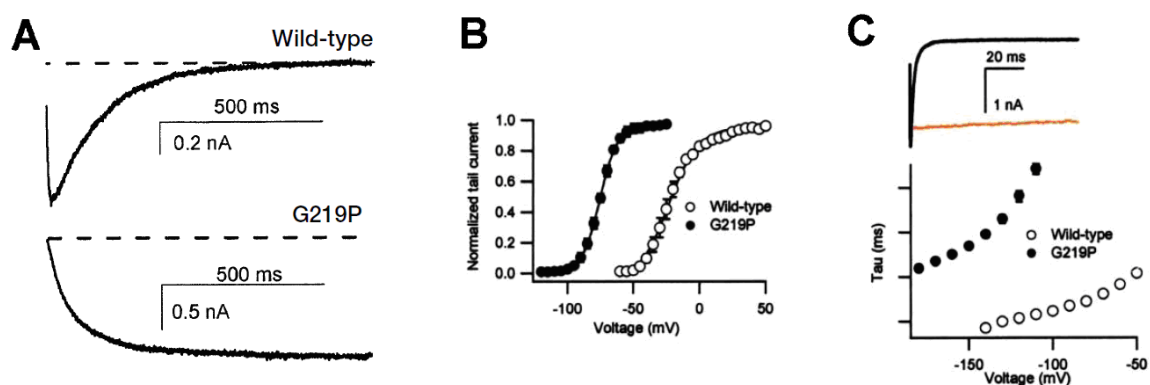 A
Wild-type
500 ms
0.2 nA
G219P
500 ms
0.5 nA
B
Normalized tail current
1.0
0.8
0.6
0.4
0.2
0.0
Wild-type
G219P
-100
-50
0
50
Voltage (mV)
C
20 ms
1 nA
Tau (ms)
Wild-type
G219P
-150
-100
-50
Voltage (mV)